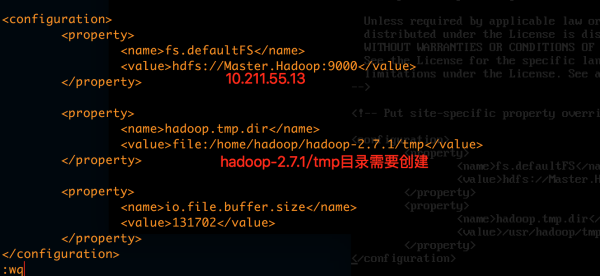 <configuration>
<property>
<name>fs.defaultFS</name>
<value>hdfs://Master.Hadoop:9000</value>
10.211.55.13
</property>
<property>
<name>hadoop.tmp.dir</name>
<value>file:/home/hadoop/hadoop-2.7.1/tmp</value>
hadoop-2.7.1/tmp目录需要创建
</property>
<property>
<name>io.file.buffer.size</name>
<value>131702</value>
</property>
</configuration>
:wq
Unless required by applicable law or
distributed under the License is dis
WITHOUT WARRANTIES OR CONDITIONS OF
See the License for the specific lan
limitations under the License. See a
-->
<!-- Put site-specific property overri
<configuration>
<property>
<name>fs.defaultFS</name>
<value>hdfs://Master.H
</property>
<property>
<name>hadoop.tmp.dir</
<value>/usr/hadoop/tmp
</property>
</configuration>